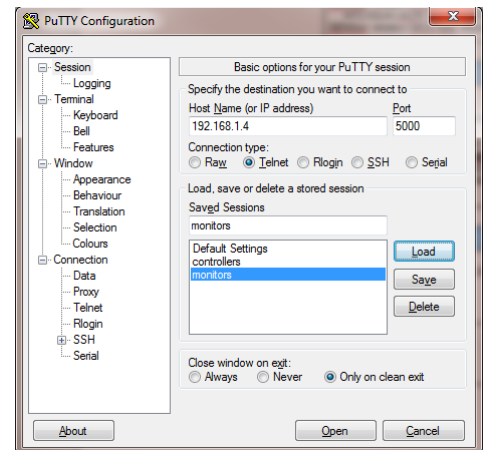 PuTTY Configuration
Category:
Session
Logging
Terminal
Keyboard
Bell
Features
Window
Appearance
Behaviour
Translation
Selection
Colours
Connection
Data
Proxy
Telnet
Rlogin
SSH
Serial
Basic options for your PuTTY session
Specify the destination you want to connect to
Host Name (or IP address) Port
192.168.1.4 5000
Connection type:
Raw Telnet Rlogin SSH Serial
Load, save or delete a stored session
Saved Sessions
monitors
Default Settings
controllers
monitors
Load
Save
Delete
Close window on exit:
Always Never Only on clean exit
About Open Cancel